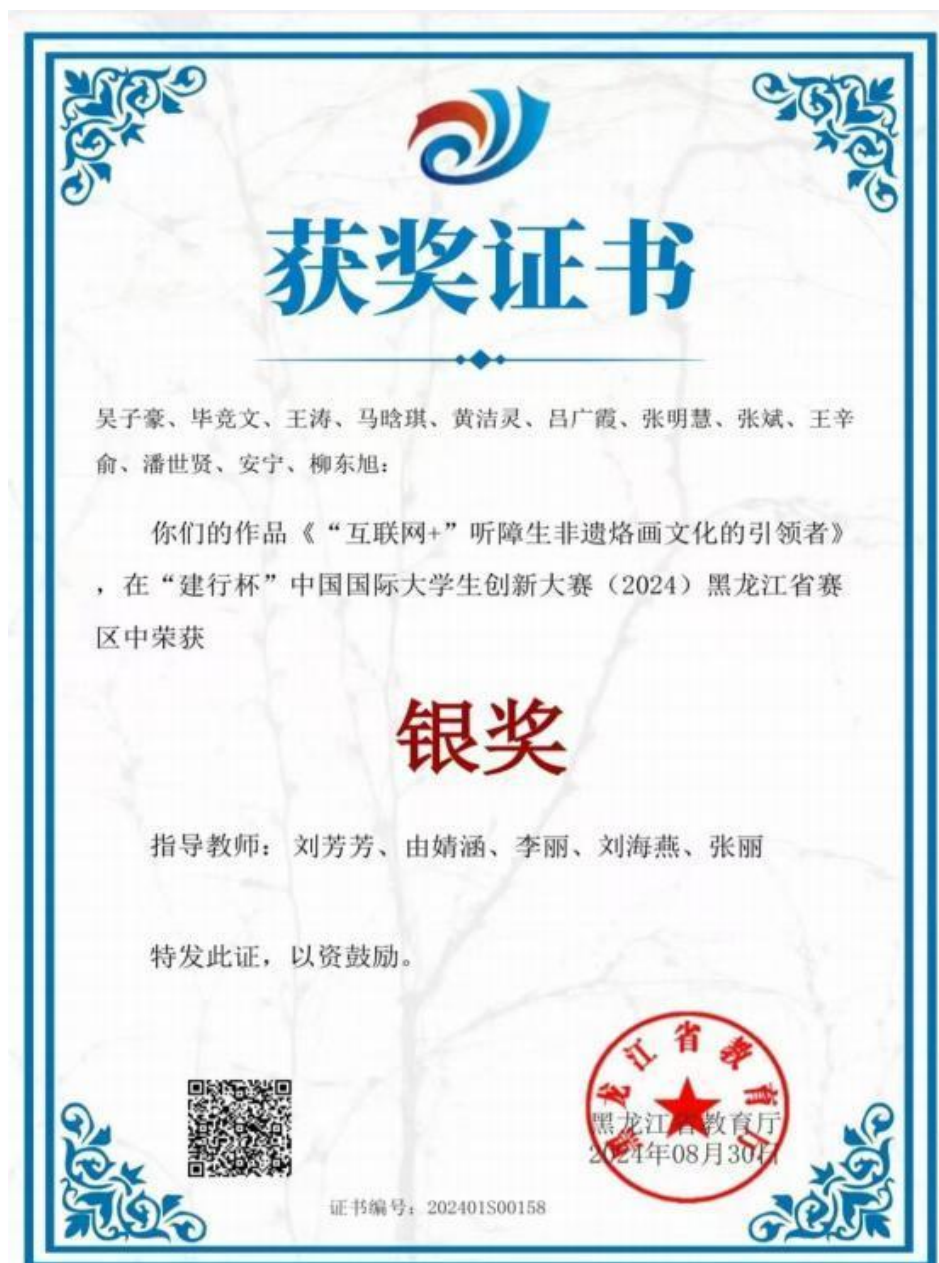 获奖证书
吴子豪、毕竞文、王涛、马晗琪、黄洁灵、吕广霞、张明慧、张斌、王辛
俞、潘世贤、安宁、柳东旭：
你们的作品《“互联网+”听障生非遗烙画文化的引领者》
，在“建行杯”中国国际大学生创新大赛（2024）黑龙江省赛
区中荣获
银奖
指导教师： 刘芳芳、由婧涵、李丽、刘海燕、张丽
特发此证，以资鼓励。
黑龙江省教育厅
黑龙江省教育厅
2024年08月30日
证书编号：202401S00158